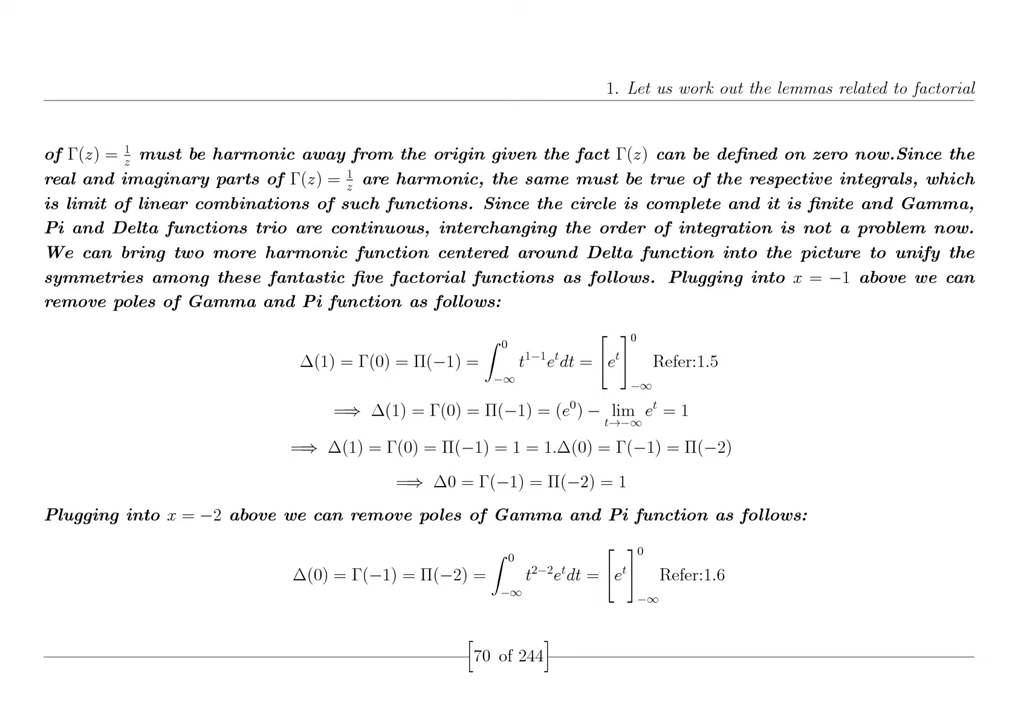 1. Let us work out the lemmas related to factorial
of Γ(z) = 1/z must be harmonic away from the origin given the fact Γ(z) can be defined on zero now.Since the
real and imaginary parts of Γ(z) = 1/z are harmonic, the same must be true of the respective integrals, which
is limit of linear combinations of such functions. Since the circle is complete and it is finite and Gamma,
Pi and Delta functions trio are continuous, interchanging the order of integration is not a problem now.
We can bring two more harmonic function centered around Delta function into the picture to unify the
symmetries among these fantastic five factorial functions as follows. Plugging into x = −1 above we can
remove poles of Gamma and Pi function as follows:
Δ(1) = Γ(0) = Π(−1) = ∫_{−∞}^{0} t^{1−1}e^{t}dt = [e^{t}]_{−∞}^{0} Refer:1.5
⟹ Δ(1) = Γ(0) = Π(−1) = (e^{0}) − lim_{t→−∞} e^{t} = 1
⟹ Δ(1) = Γ(0) = Π(−1) = 1 = 1.Δ(0) = Γ(−1) = Π(−2)
⟹ Δ0 = Γ(−1) = Π(−2) = 1
Plugging into x = −2 above we can remove poles of Gamma and Pi function as follows:
Δ(0) = Γ(−1) = Π(−2) = ∫_{−∞}^{0} t^{2−2}e^{t}dt = [e^{t}]_{−∞}^{0} Refer:1.6
[70 of 244]